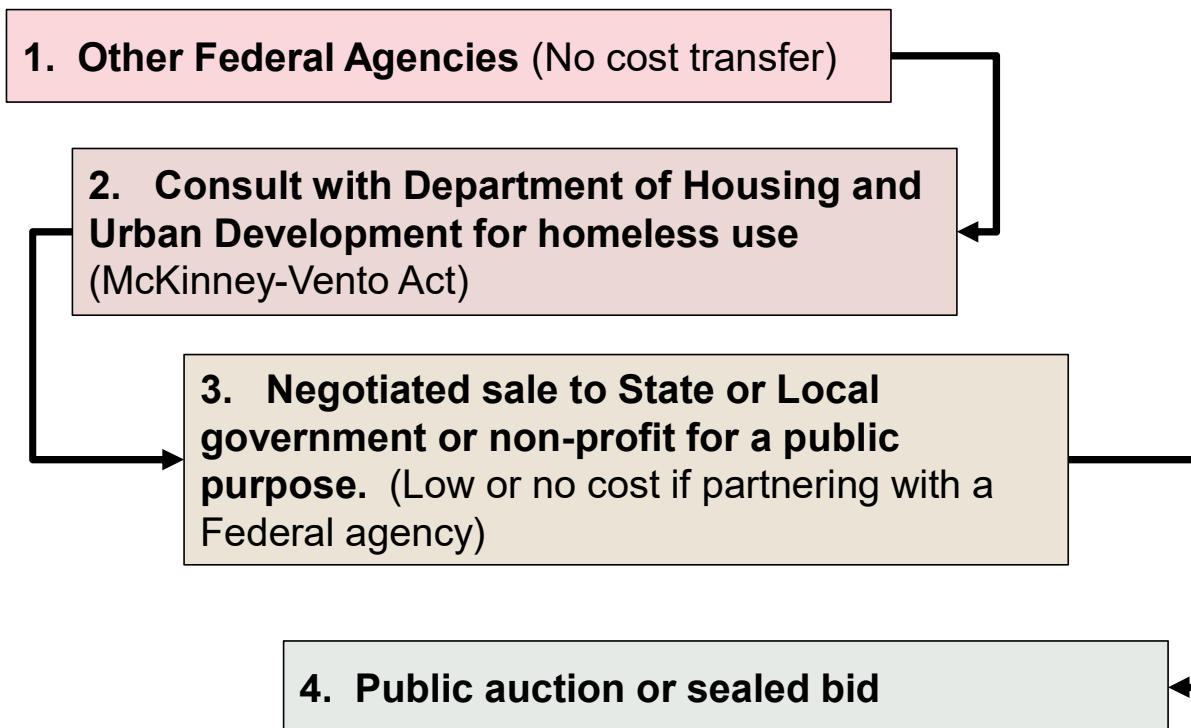 1. Other Federal Agencies (No cost transfer)
2. Consult with Department of Housing and
Urban Development for homeless use
(McKinney-Vento Act)
3. Negotiated sale to State or Local
government or non-profit for a public
purpose. (Low or no cost if partnering with a
Federal agency)
4. Public auction or sealed bid